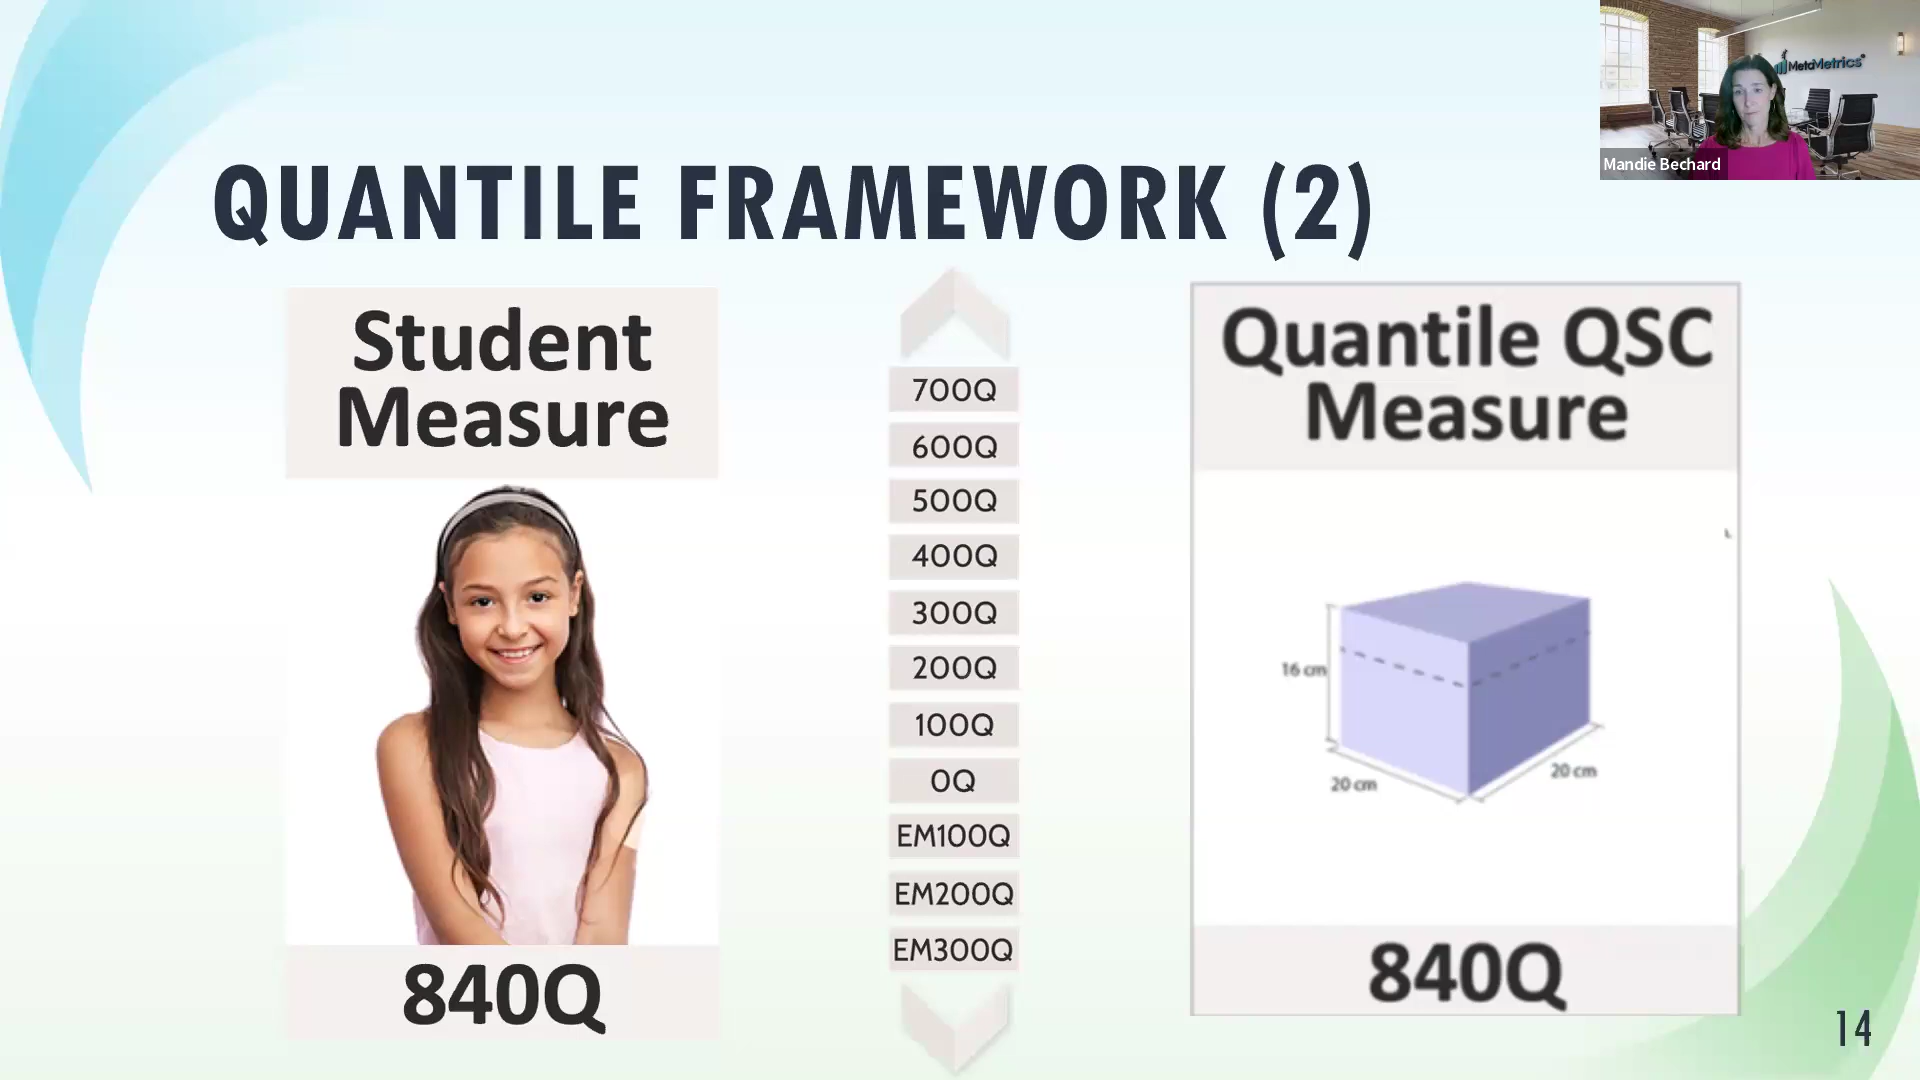 MetaMetrics
Mandie Bechard
QUANTILE FRAMEWORK (2)
Student
Measure
840Q
700Q
600Q
500Q
400Q
300Q
200Q
100Q
0Q
EM100Q
EM200Q
EM300Q
Quantile QSC
Measure
16 cm
20 cm
20 cm
840Q
14